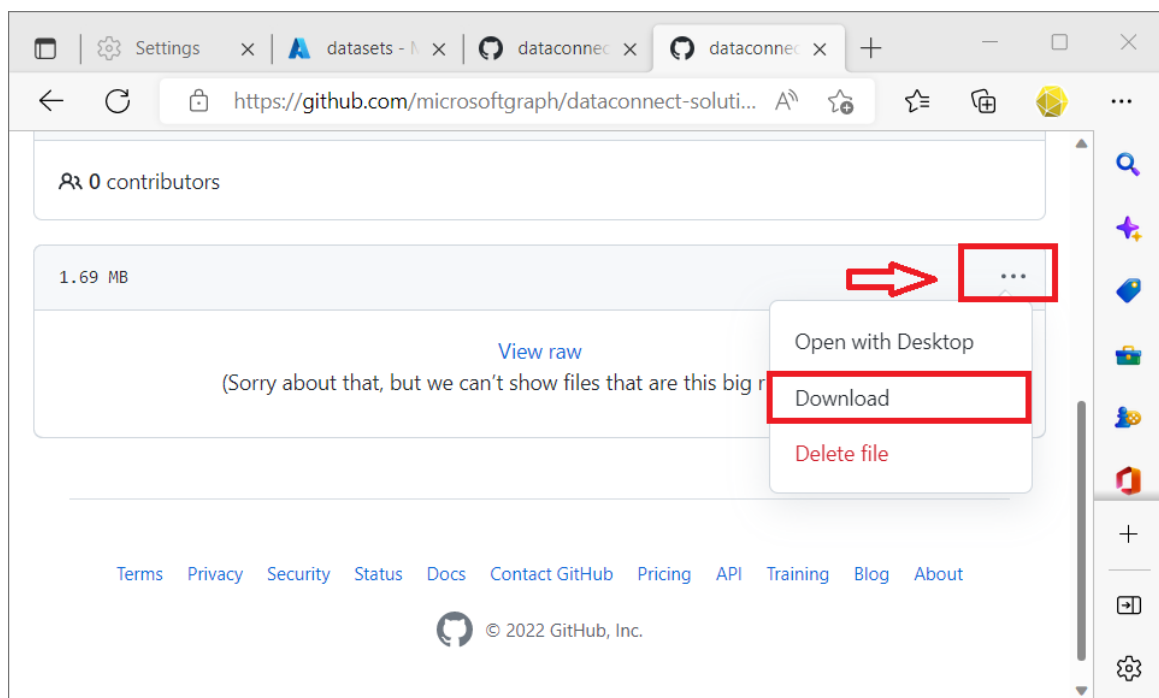 Settings
datasets - M
dataconnec
dataconnec
https://github.com/microsoftgraph/dataconnect-soluti...
0 contributors
1.69 MB
View raw
(Sorry about that, but we can't show files that are this big r
Open with Desktop
Download
Delete file
Terms Privacy Security Status Docs Contact GitHub Pricing API Training Blog About
© 2022 GitHub, Inc.